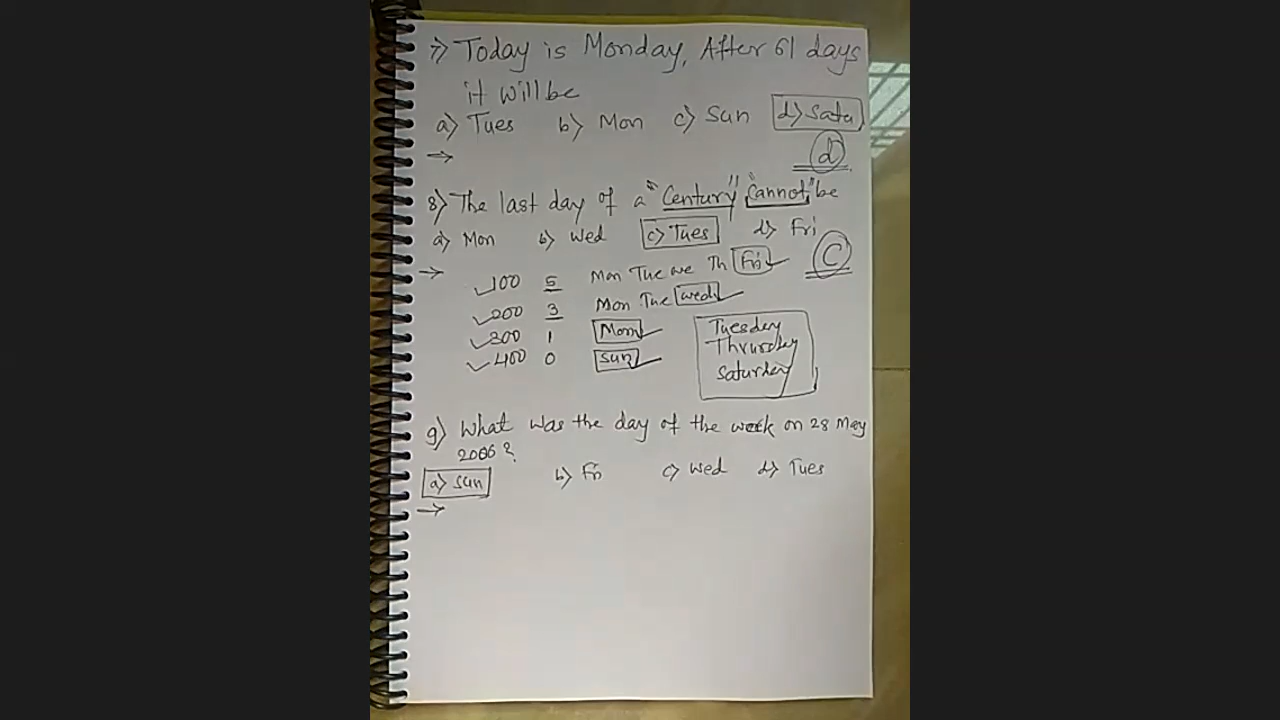 7) Today is Monday, After 61 days
it will be
a) Tues b) Mon c) Sun d) Satu
→ d
8) The last day of a "Century" "Cannot" be
a) Mon b) Wed c) Tues d) Fri
→ C
100 5 Mon Tue we Th Fri
200 3 Mon Tue wed
300 1 Mon
400 0 Sun
Tuesday
Thrursday
Saturday
9) What was the day of the week on 28 May
2006?
a) Sun b) Fri c) Wed d) Tues
→